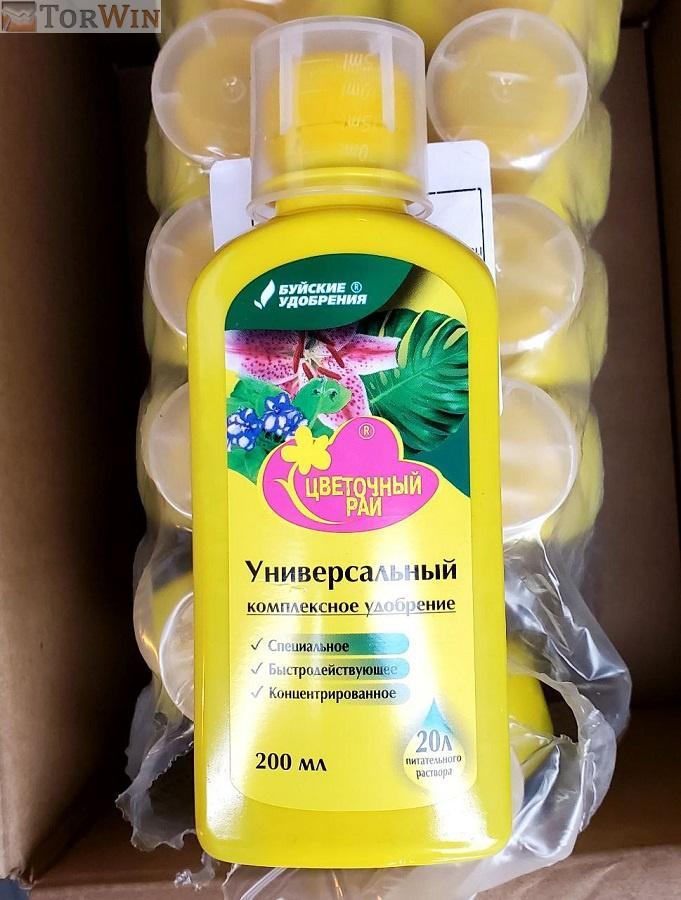 TorWin
БУЙСКИЕ ®
УДОБРЕНИЯ
®
ЦВЕТОЧНЫЙ
РАЙ
Универсальный
комплексное удобрение
✓ Специальное
✓ Быстродействующее
✓ Концентрированное
200 мл
20л
питательного
раствора